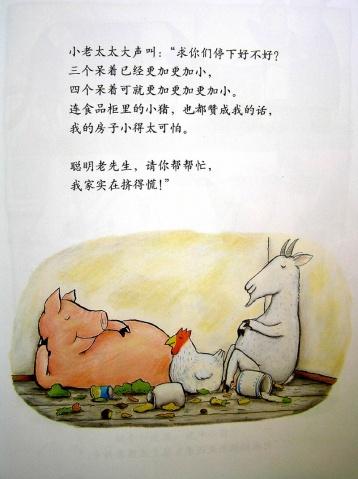 小老太太大声叫：“求你们停下好不好？
三个呆着已经更加更加小，
四个呆着可就更加更加更加小。
连食品柜里的小猪，也都赞成我的话，
我的房子小得太可怕。
聪明老先生，请你帮帮忙，
我家实在挤得慌！”